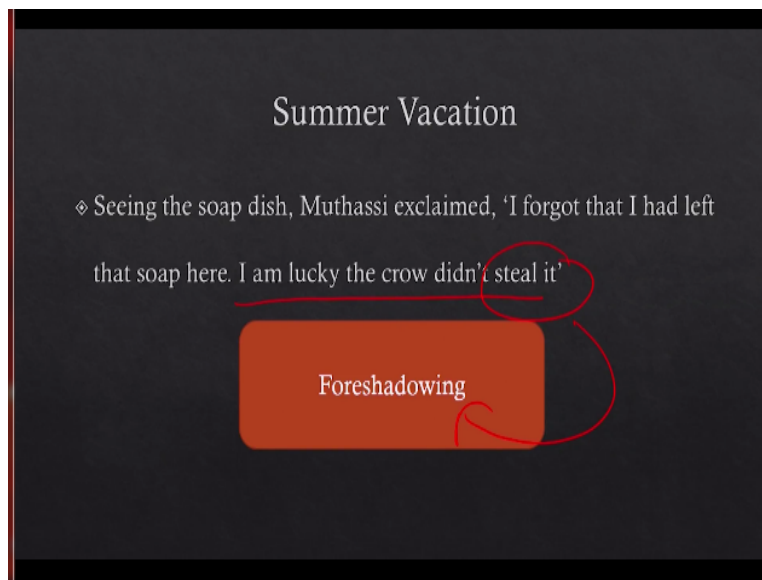 Summer Vacation
Seeing the soap dish, Muthassi exclaimed, ‘I forgot that I had left
that soap here. I am lucky the crow didn’t steal it’
Foreshadowing